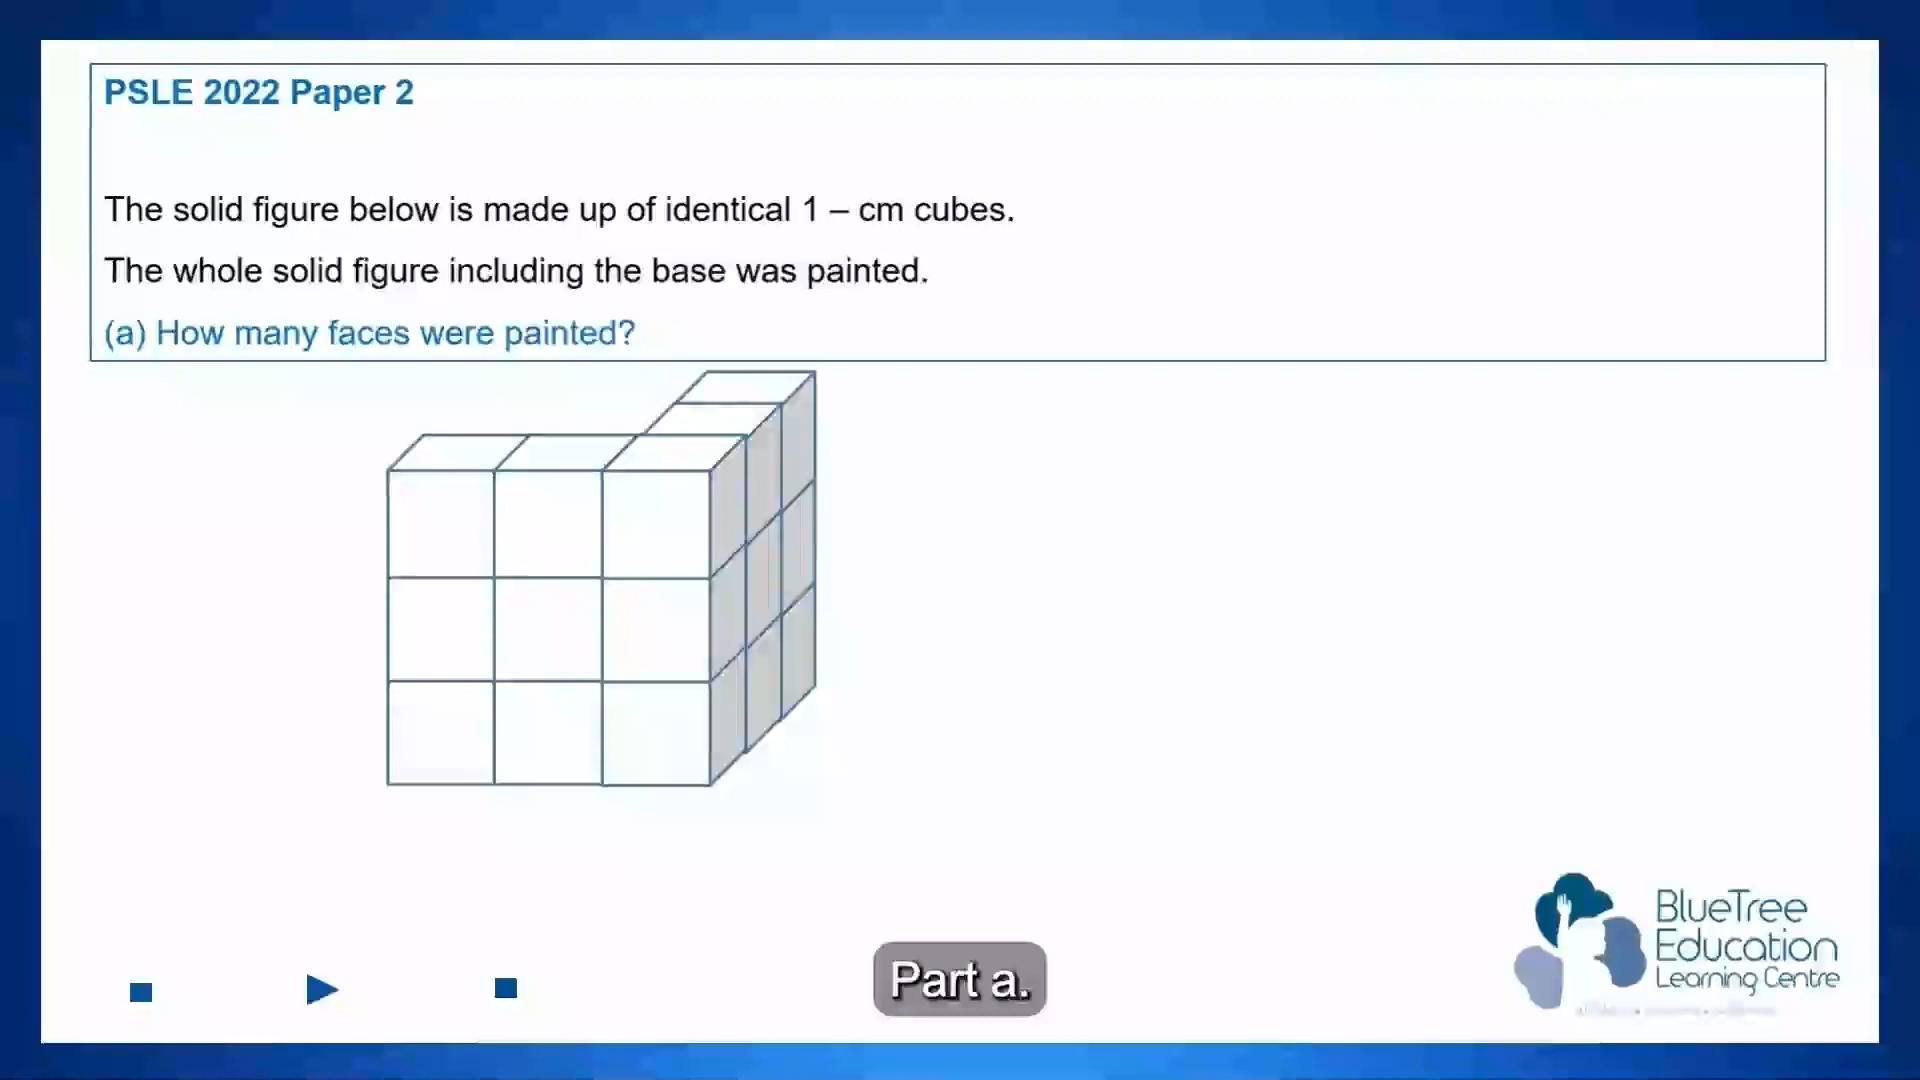 PSLE 2022 Paper 2
The solid figure below is made up of identical 1 – cm cubes.
The whole solid figure including the base was painted.
(a) How many faces were painted?
Part a.
BlueTree
Education
Learning Centre